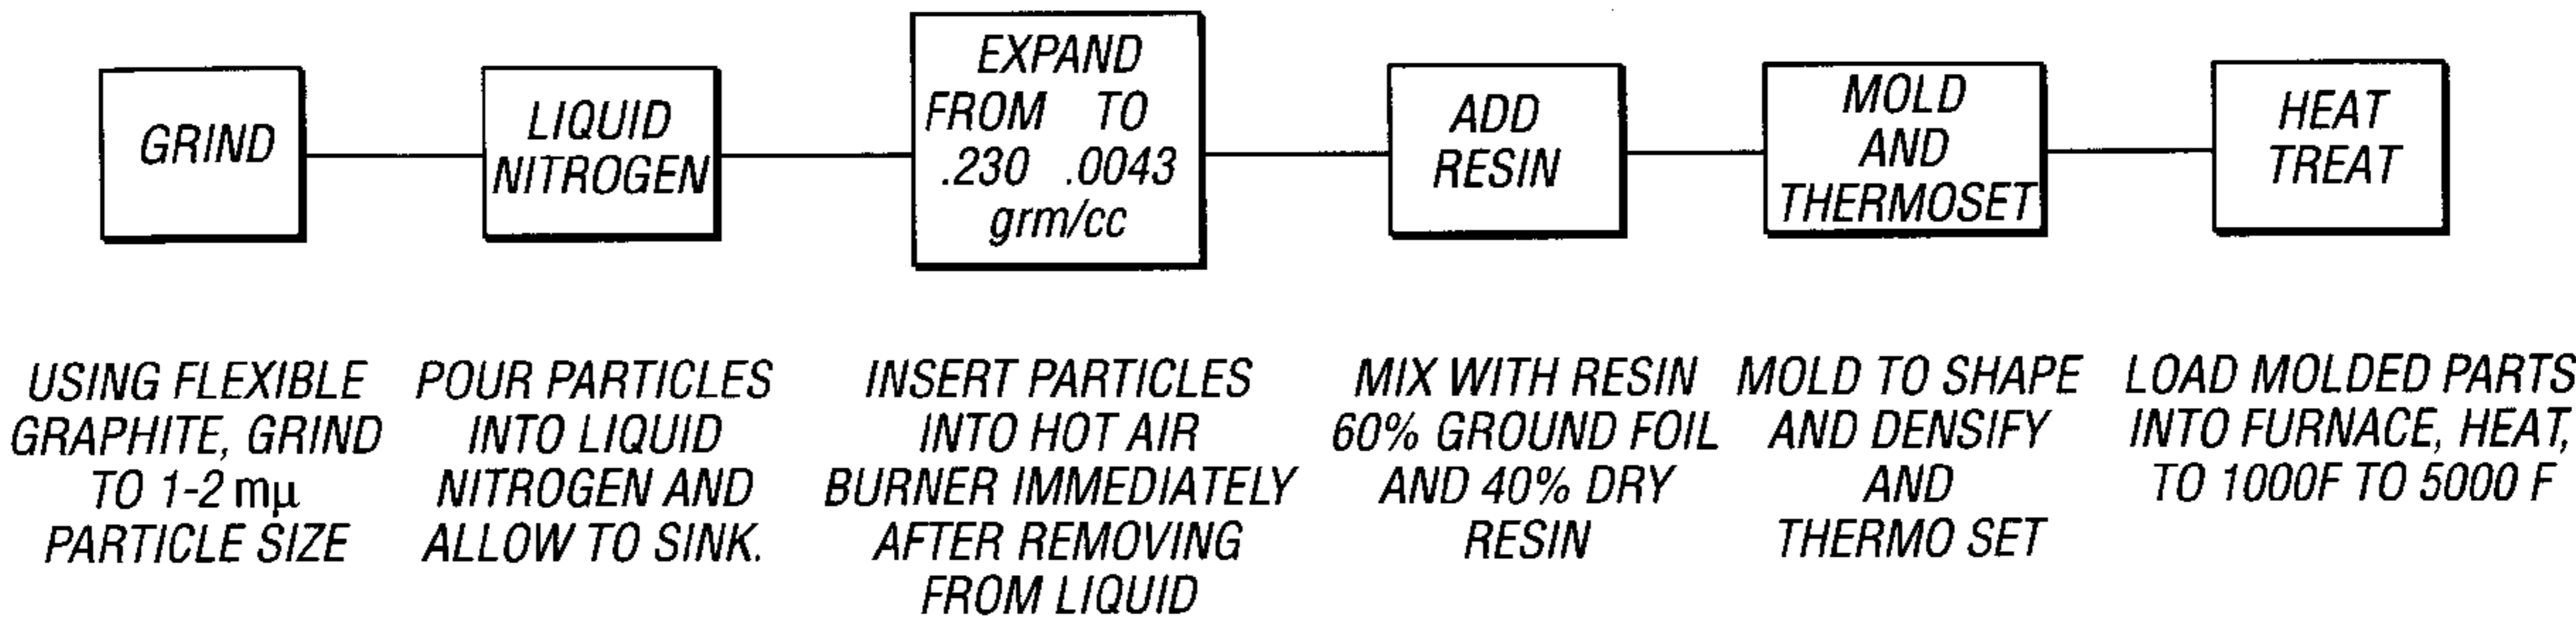 GRIND
LIQUID
NITROGEN
EXPAND
FROM TO
.230 .0043
grm/cc
ADD
RESIN
MOLD
AND
THERMOSET
HEAT
TREAT
USING FLEXIBLE
GRAPHITE, GRIND
TO 1-2 mμ
PARTICLE SIZE
POUR PARTICLES
INTO LIQUID
NITROGEN AND
ALLOW TO SINK.
INSERT PARTICLES
INTO HOT AIR
BURNER IMMEDIATELY
AFTER REMOVING
FROM LIQUID
MIX WITH RESIN
60% GROUND FOIL
AND 40% DRY
RESIN
MOLD TO SHAPE
AND DENSIFY
AND
THERMO SET
LOAD MOLDED PARTS
INTO FURNACE, HEAT,
TO 1000F TO 5000 F